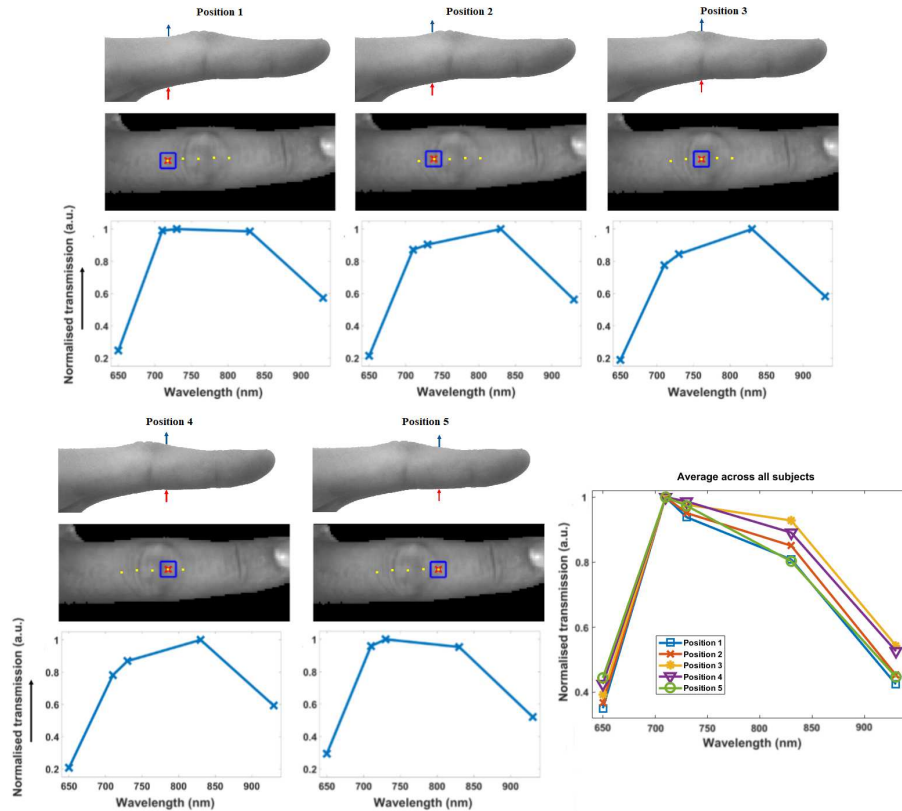 Position 1
Position 2
Position 3
Normalised transmission (a.u.)
1
0.8
0.6
0.4
0.2
650 700 750 800 850 900
Wavelength (nm)
1
0.8
0.6
0.4
0.2
650 700 750 800 850 900
Wavelength (nm)
1
0.8
0.6
0.4
0.2
650 700 750 800 850 900
Wavelength (nm)
Position 4
Position 5
Normalised transmission (a.u.)
1
0.8
0.6
0.4
0.2
650 700 750 800 850 900
Wavelength (nm)
1
0.8
0.6
0.4
0.2
650 700 750 800 850 900
Wavelength (nm)
Average across all subjects
Normalised transmission (a.u.)
1
0.8
0.6
0.4
Position 1
Position 2
Position 3
Position 4
Position 5
650 700 750 800 850 900
Wavelength (nm)